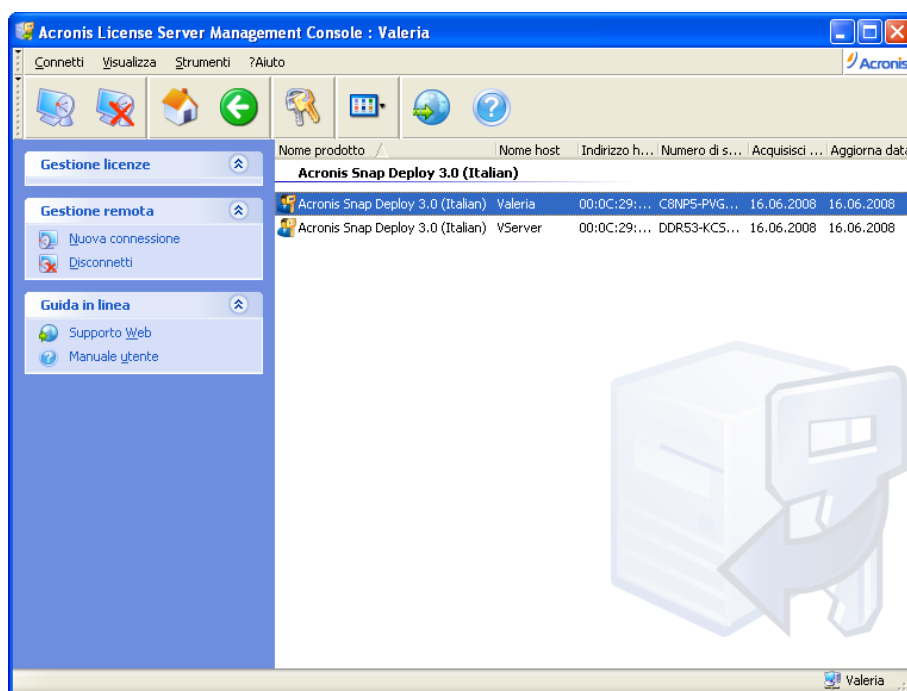 Acronis License Server Management Console : Valeria
Connetti Visualizza Strumenti ?Aiuto
Acronis
Gestione licenze
Gestione remota
Nuova connessione
Disconnetti
Guida in linea
Supporto Web
Manuale utente
Nome prodotto Nome host Indirizzo h... Numero di s... Acquisisci ... Aggiorna data
Acronis Snap Deploy 3.0 (Italian)
Acronis Snap Deploy 3.0 (Italian) Valeria 00:0C:29:... C8NP5-PVG... 16.06.2008 16.06.2008
Acronis Snap Deploy 3.0 (Italian) VServer 00:0C:29:... DDR53-KC5... 16.06.2008 16.06.2008
Valeria